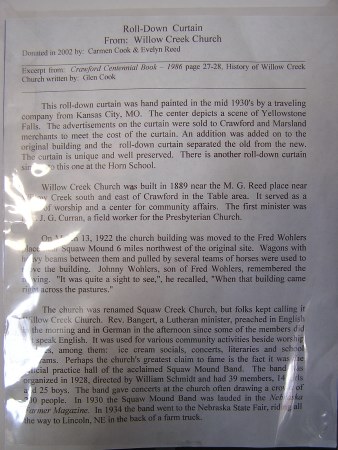 Roll-Down Curtain
From: Willow Creek Church
Donated in 2002 by: Carmen Cook & Evelyn Reed
Excerpt from: Crawford Centennial Book - 1986 page 27-28, History of Willow Creek
Church written by Glen Cook
This roll-down curtain was hand painted in the mid 1930's by a traveling
company from Kansas City, MO. The center depicts a scene of Yellowstone
Falls. The advertisements on the curtain were sold to Crawford and Marsland
merchants to meet the cost of the curtain. An addition was added on to the
original building and the roll-down curtain separated the old from the new.
The curtain is unique and well preserved. There is another roll-down curtain
to this one at the Horn School.
Willow Creek Church was built in 1889 near the M. G. Reed place near
Creek south and east of Crawford in the Table area. It served as a
of worship and a center for community affairs. The first minister was
J. G. Curran, a field worker for the Presbyterian Church.
On 13, 1922 the church building was moved to the Fred Wohlers
Squaw Mound 6 miles northwest of the original site. Wagons with
beams between them and pulled by several teams of horses were used to
the building. Johnny Wohlers, son of Fred Wohlers, remembered the
"It was quite a sight to see,", he recalled, "When that building came
right across the pastures."
The church was renamed Squaw Creek Church, but folks kept calling it
Willow Creek Church. Rev. Bangert, a Lutheran minister, preached in English
the morning and in German in the afternoon since some of the members did
speak English. It was used for various community activities beside worship
among them: ice cream socials, concerts, literaries and school
Perhaps the church's greatest claim to fame is the fact it was the
practice hall of the acclaimed Squaw Mound Band. The band was
organized in 1928, directed by William Schmidt and had 39 members, 14
and 25 boys. The band gave concerts at the church often drawing a crowd of
people. In 1930 the Squaw Mound Band was lauded in the Nebraska
Farmer Magazine. In 1934 the band went to the Nebraska State Fair, riding all
the way to Lincoln, NE in the back of a farm truck.